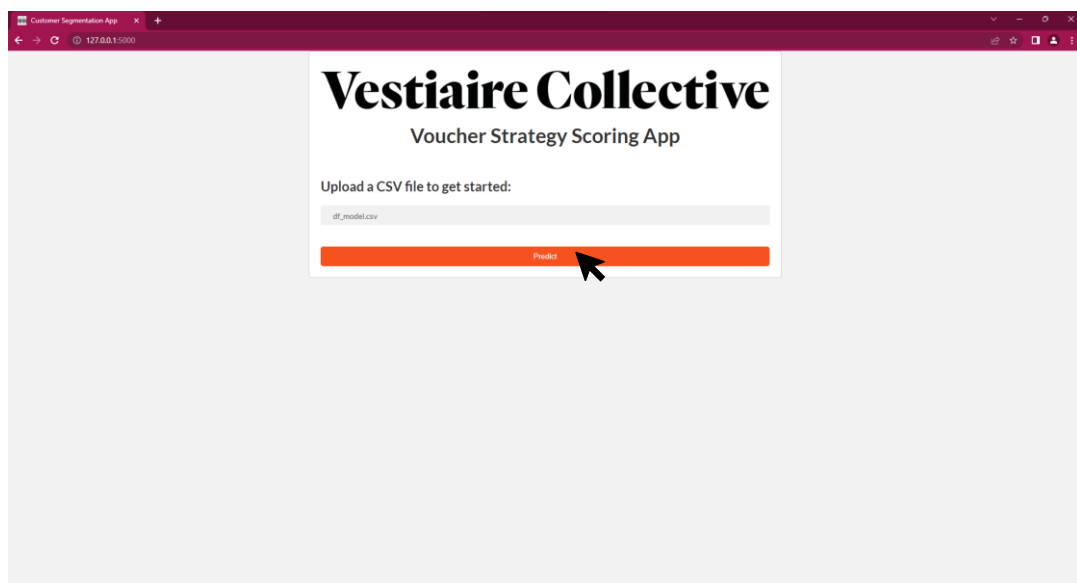 Customer Segmentation App
127.0.0.1:5000
Vestiaire Collective
Voucher Strategy Scoring App
Upload a CSV file to get started:
df_model.csv
Predict